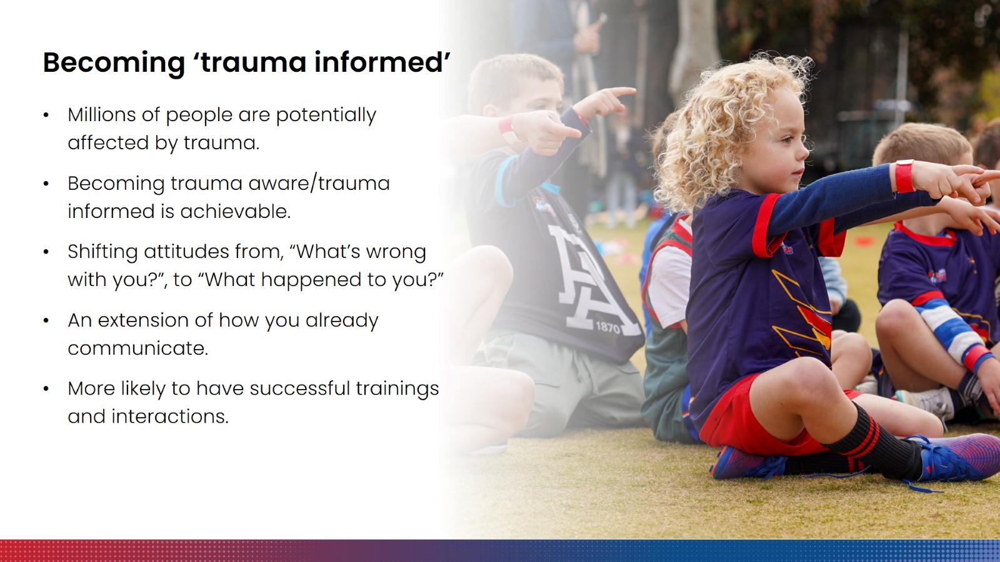 Becoming ‘trauma informed’
• Millions of people are potentially
affected by trauma.
• Becoming trauma aware/trauma
informed is achievable.
• Shifting attitudes from, “What’s wrong
with you?”, to “What happened to you?”
• An extension of how you already
communicate.
• More likely to have successful trainings
and interactions.
PA
1870